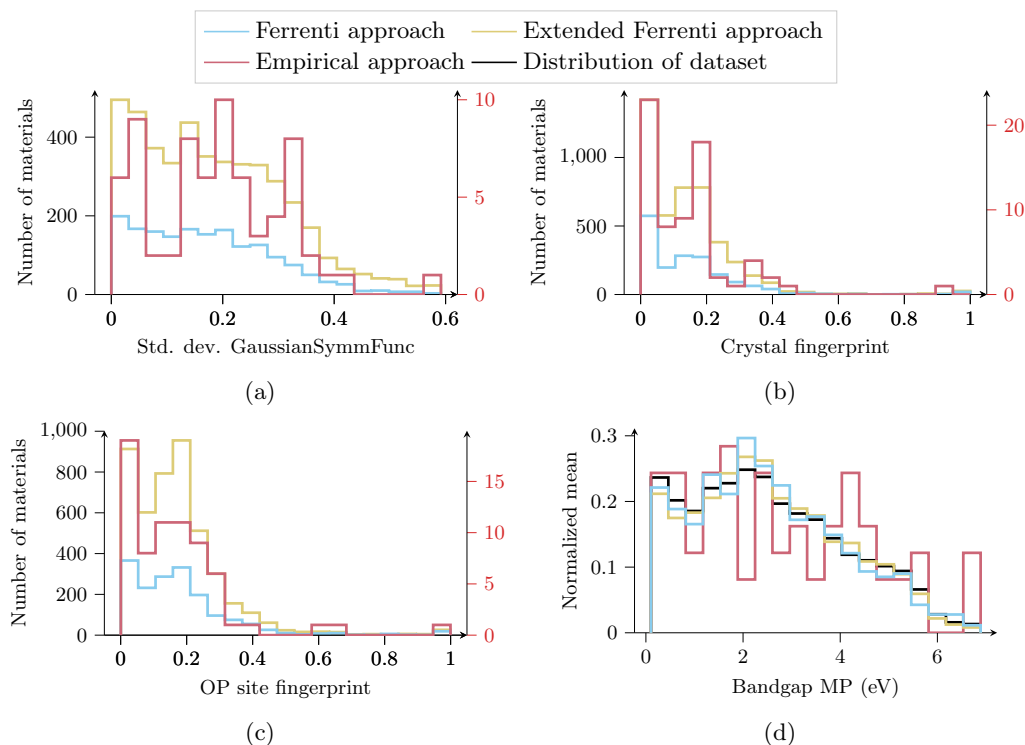 Ferrenti approach Extended Ferrenti approach
Empirical approach Distribution of dataset
Number of materials
400
200
0
10
5
0
0 0.2 0.4 0.6
Std. dev. GaussianSymmFunc
(a)
Number of materials
1,000
500
0
20
10
0
0 0.2 0.4 0.6 0.8 1
Crystal fingerprint
(b)
Number of materials
1,000
800
600
400
200
0
15
10
5
0
0 0.2 0.4 0.6 0.8 1
OP site fingerprint
(c)
Normalized mean
0.3
0.2
0.1
0
0 2 4 6
Bandgap MP (eV)
(d)